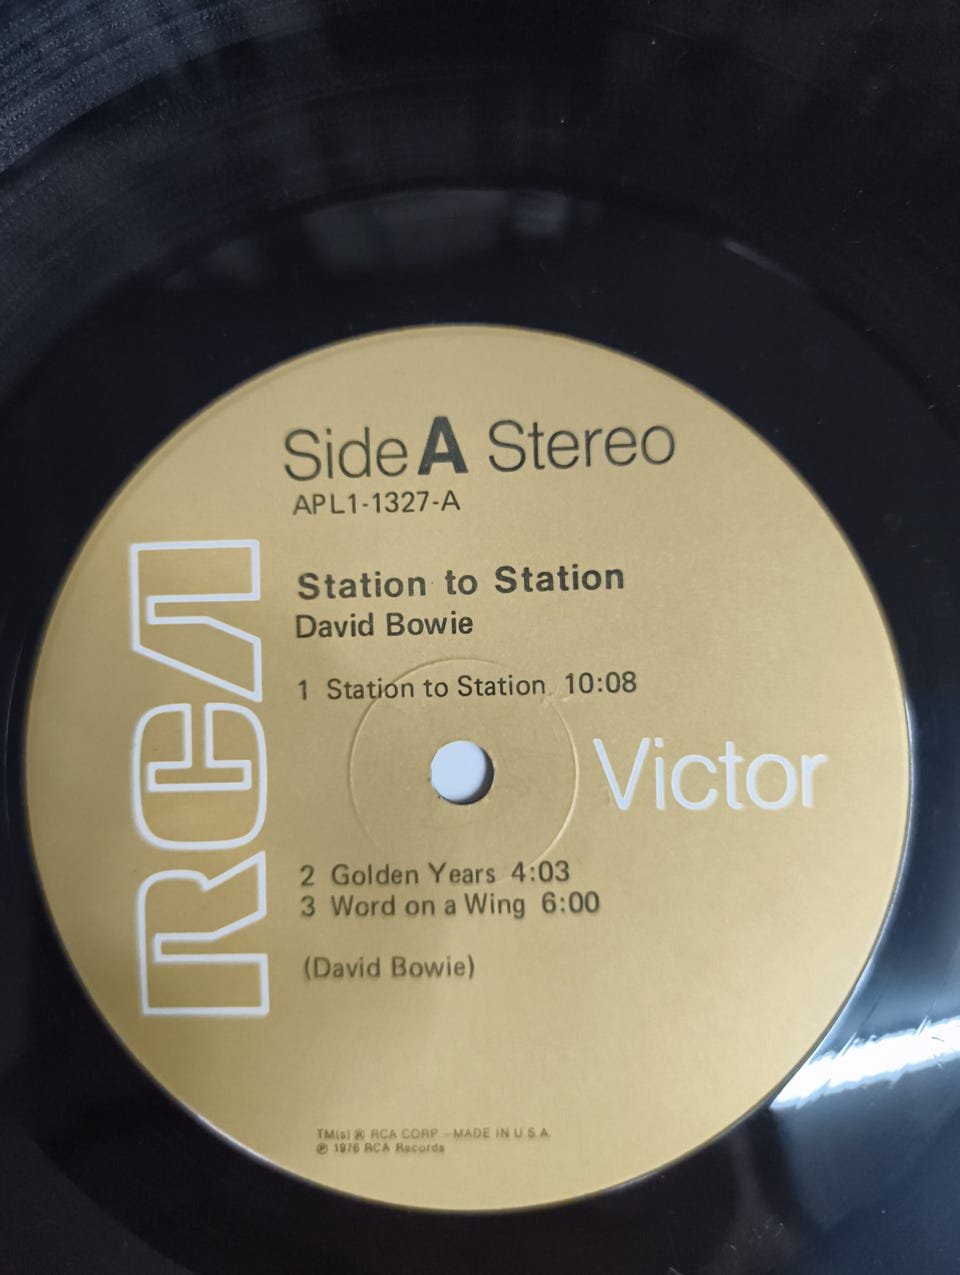 Side A Stereo
APL1-1327-A
Station to Station
David Bowie
1 Station to Station 10:08
RCA
Victor
2 Golden Years 4:03
3 Word on a Wing 6:00
(David Bowie)
TM(s) ® RCA CORP.—MADE IN U.S.A.
℗ 1976 RCA Records